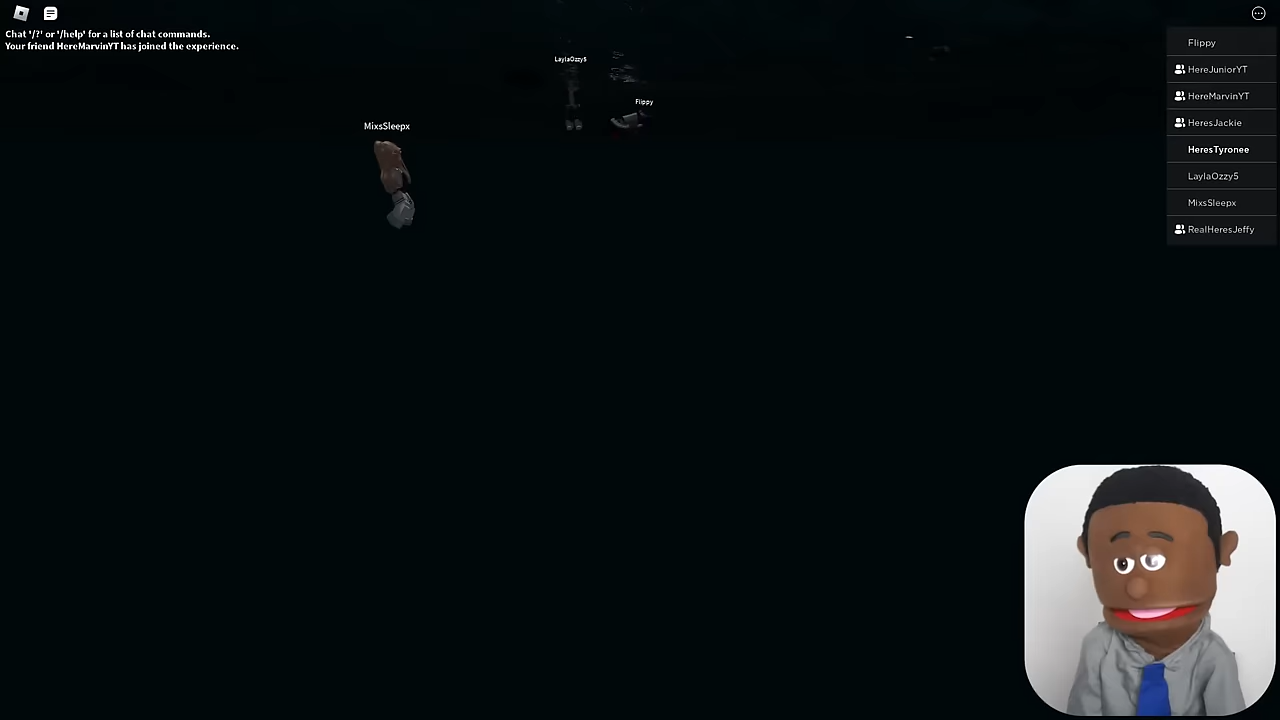 Chat '/?' or '/help' for a list of chat commands.
Your friend HereMarvinYT has joined the experience.
LaylaOzzy5
Flippy
MixsSleepx
Flippy
HereJuniorYT
HereMarvinYT
HeresJackie
HeresTyronee
LaylaOzzy5
MixsSleepx
RealHeresJeffy